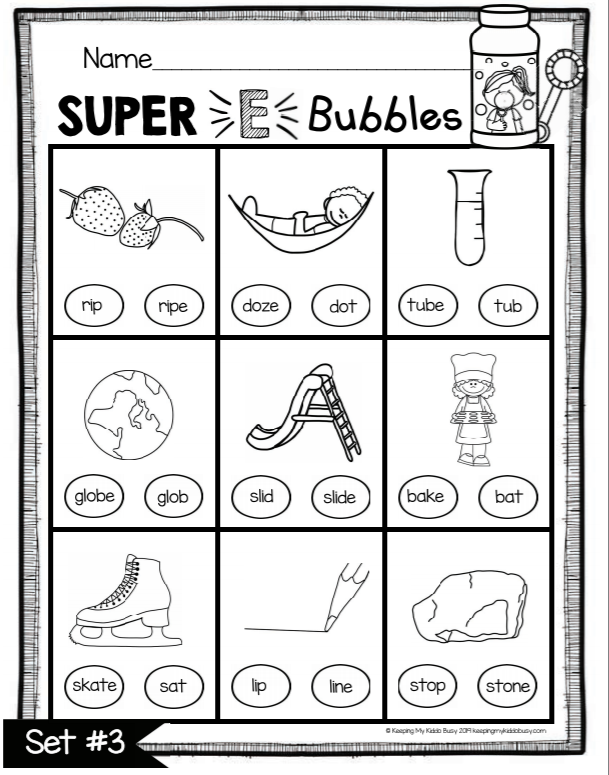 Name
SUPER E Bubbles
rip ripe doze dot tube tub
globe glob slid slide bake bat
skate sat lip line stop stone
© Keeping My Kiddo Busy 2019 keepingmykiddobusy.com
Set #3